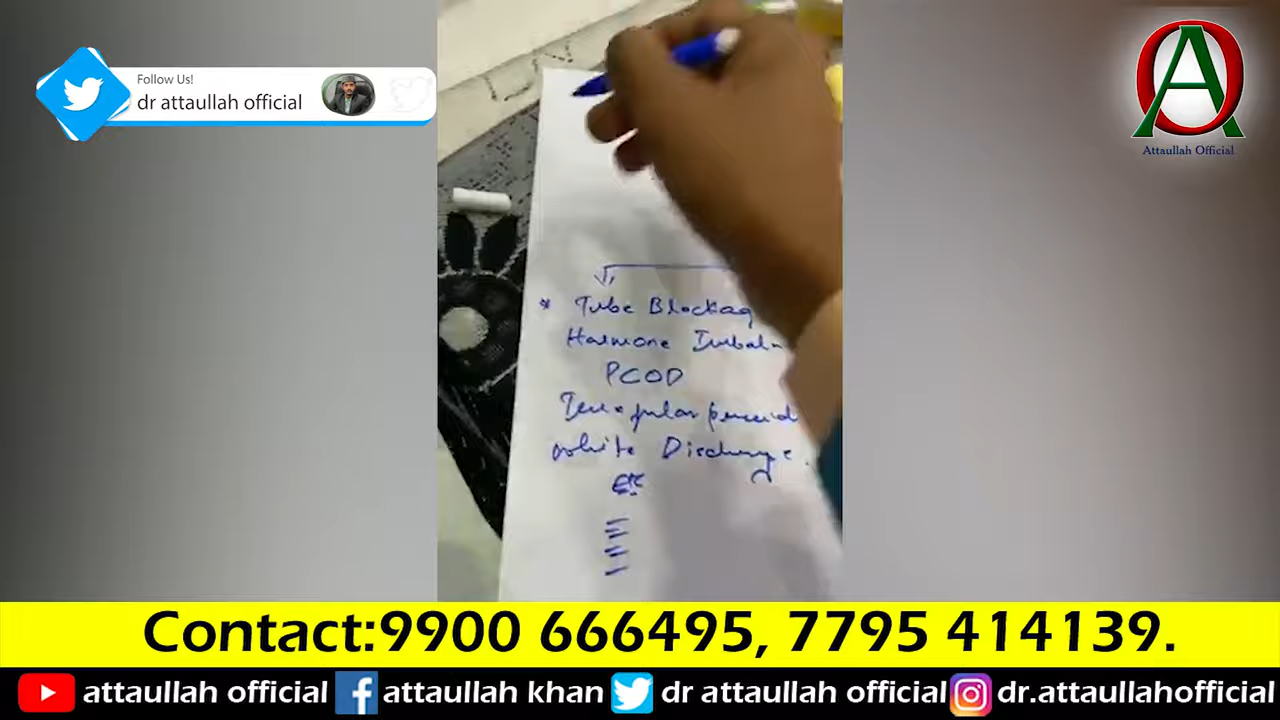 Follow Us!
dr attaullah official
Attaullah Official
* Tube Blockag
Harmone Imbalan
PCOD
white Discharge.
etc
Contact:9900 666495, 7795 414139.
attaullah official attaullah khan dr attaullah official dr.attaullahofficial